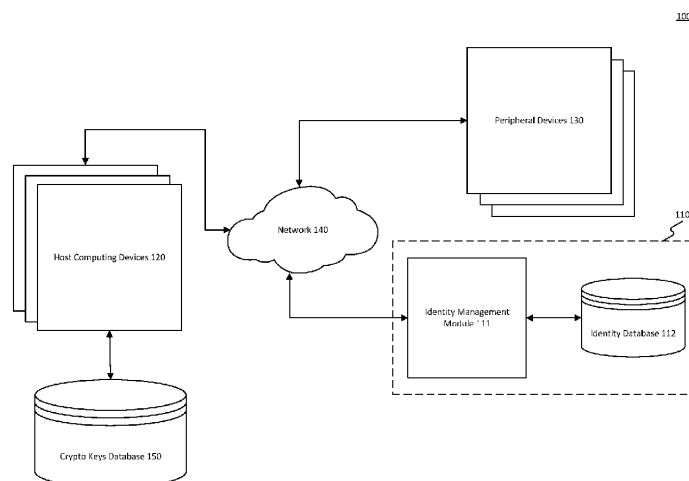 100
Peripheral Devices 130
110
Network 140
Host Computing Devices 120
Identity Management
Module 111
Identity Database 112
Crypto Keys Database 150